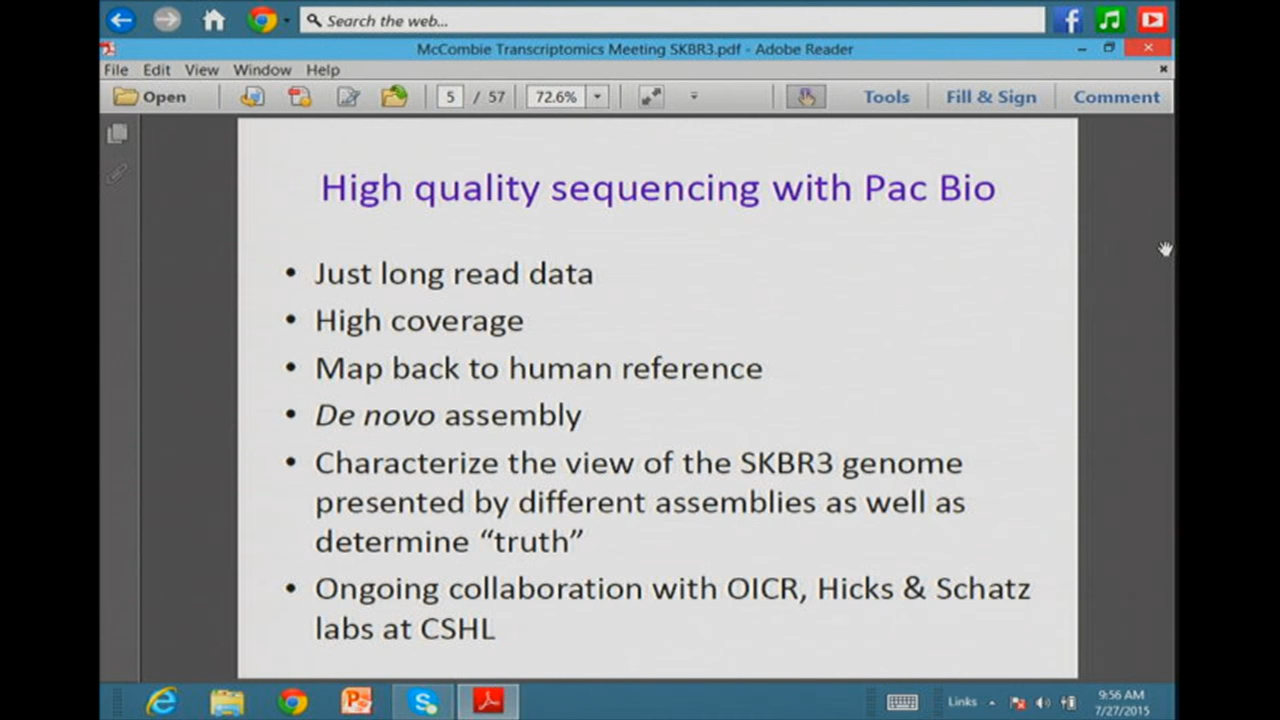 Search the web...
McCombie Transcriptomics Meeting SKBR3.pdf - Adobe Reader
File Edit View Window Help
Open 5 / 57 72.6% Tools Fill & Sign Comment
High quality sequencing with Pac Bio
• Just long read data
• High coverage
• Map back to human reference
• De novo assembly
• Characterize the view of the SKBR3 genome
presented by different assemblies as well as
determine “truth”
• Ongoing collaboration with OICR, Hicks & Schatz
labs at CSHL
Links 9:56 AM
7/27/2015